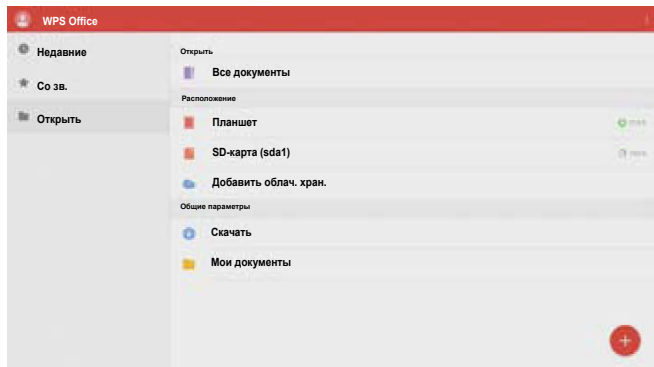 WPS Office
Недавние
Со зв.
Открыть
Открыть
Все документы
Расположение
Планшет
SD-карта (sda1)
Добавить облач. хран.
Общие параметры
Скачать
Мои документы